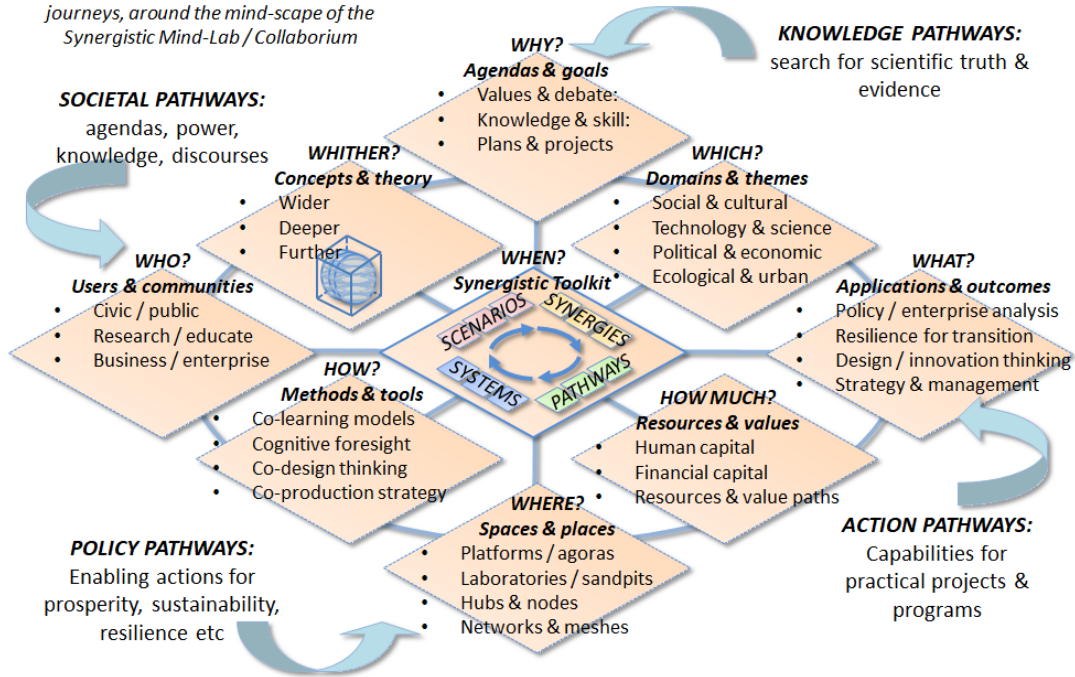 journeys, around the mind-scape of the
Synergistic Mind-Lab / Collaborium
KNOWLEDGE PATHWAYS:
search for scientific truth &
evidence
WHY?
Agendas & goals
• Values & debate:
• Knowledge & skill:
• Plans & projects
SOCIETAL PATHWAYS:
agendas, power,
knowledge, discourses
WHITHER?
Concepts & theory
• Wider
• Deeper
• Further
WHICH?
Domains & themes
• Social & cultural
• Technology & science
• Political & economic
• Ecological & urban
WHO?
Users & communities
• Civic / public
• Research / educate
• Business / enterprise
WHEN?
Synergistic Toolkit
SCENARIOS
SYNERGIES
SYSTEMS
PATHWAYS
WHAT?
Applications & outcomes
• Policy / enterprise analysis
• Resilience for transition
• Design / innovation thinking
• Strategy & management
HOW?
Methods & tools
• Co-learning models
• Cognitive foresight
• Co-design thinking
• Co-production strategy
HOW MUCH?
Resources & values
• Human capital
• Financial capital
• Resources & value paths
WHERE?
Spaces & places
• Platforms / agoras
• Laboratories / sandpits
• Hubs & nodes
• Networks & meshes
POLICY PATHWAYS:
Enabling actions for
prosperity, sustainability,
resilience etc
ACTION PATHWAYS:
Capabilities for
practical projects &
programs